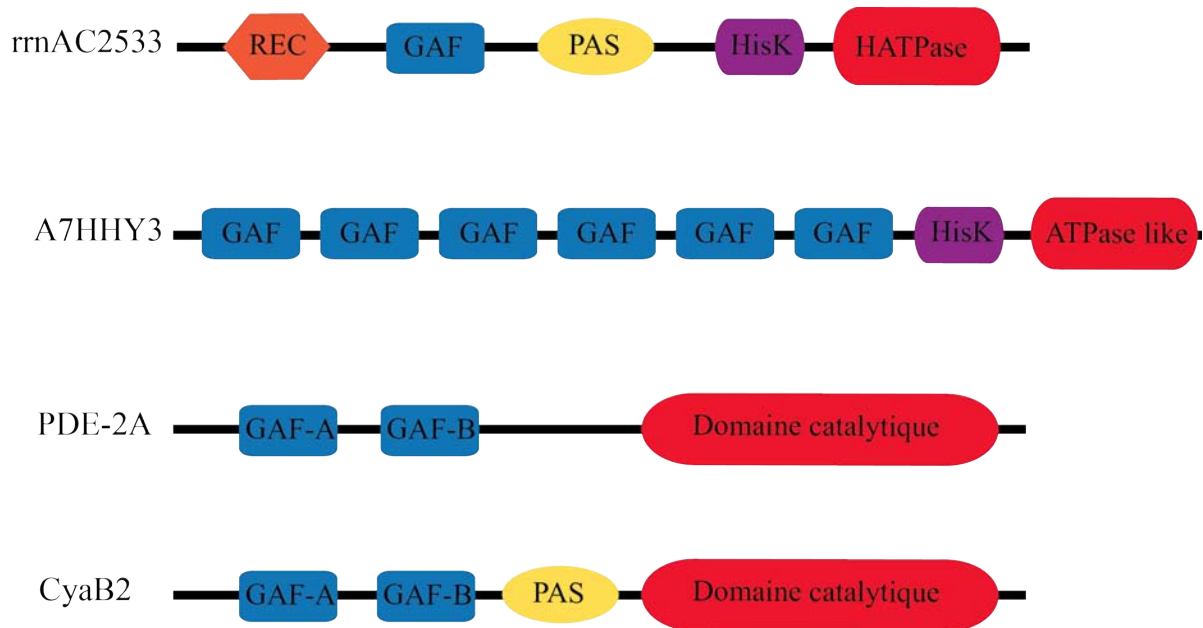 rrnAC2533 REC GAF PAS HisK HATPase
A7HHY3 GAF GAF GAF GAF GAF GAF HisK ATPase like
PDE-2A GAF-A GAF-B Domaine catalytique
CyaB2 GAF-A GAF-B PAS Domaine catalytique